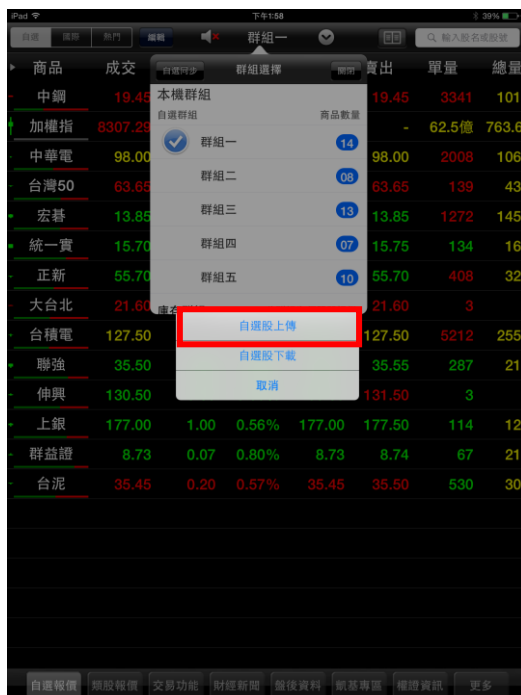 iPad 下午1:58 39%
自選 國際 熱門 編輯 群組一 輸入股名或股號
商品 成交 自選同步 群組選擇 關閉 賣出 單量 總量
中鋼 19.45 本機群組 19.45 3341 101
自選群組 商品數量
加權指 8307.29 群組一 14 - 62.5億 763.6
中華電 98.00 群組二 08 98.00 2008 106
台灣50 63.65 63.65 139 43
宏碁 13.85 群組三 13 13.85 1272 145
統一實 15.70 群組四 07 15.75 134 16
正新 55.70 群組五 10 55.70 408 32
大台北 21.60 21.60 3
台積電 127.50 自選股上傳 127.50 5212 255
聯強 35.50 自選股下載 35.55 287 21
伸興 130.50 取消 131.50 3
上銀 177.00 1.00 0.56% 177.00 177.50 114 12
群益證 8.73 0.07 0.80% 8.73 8.74 67 21
台泥 35.45 0.20 0.57% 35.45 35.50 530 30
自選報價 類股報價 交易功能 財經新聞 盤後資料 凱基專區 權證資訊 更多